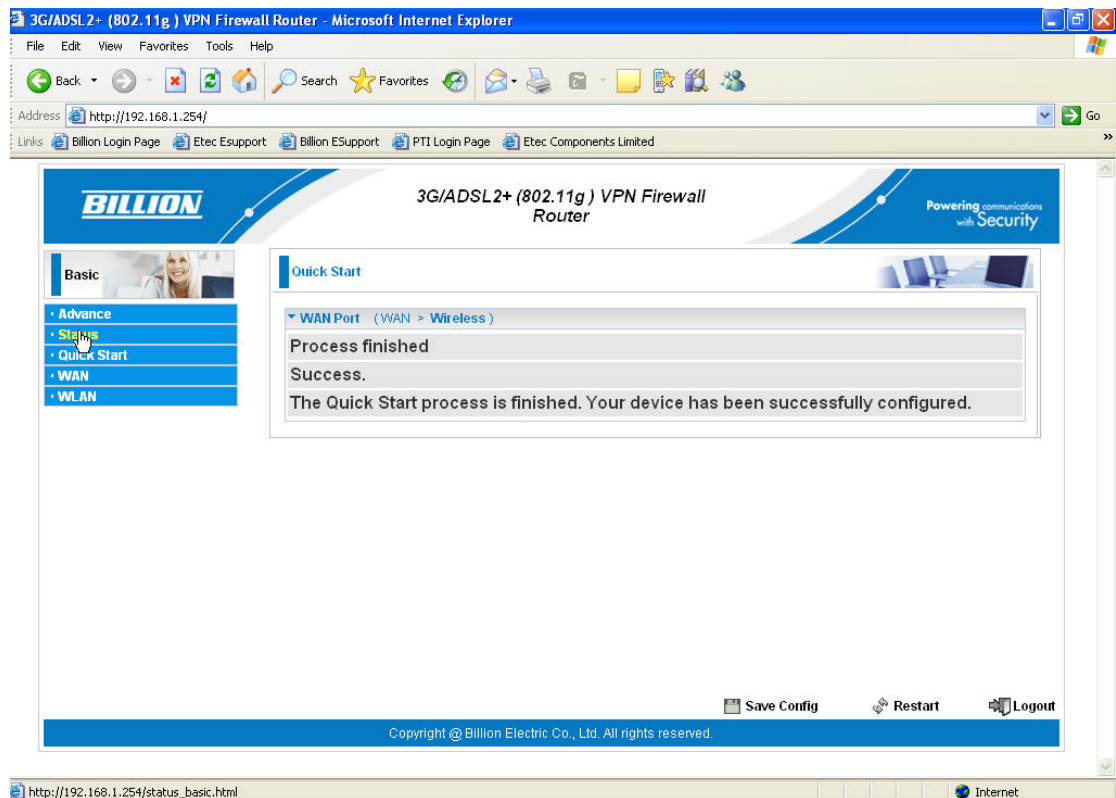 3G/ADSL2+ (802.11g ) VPN Firewall Router - Microsoft Internet Explorer
File Edit View Favorites Tools Help
Back Search Favorites
Address http://192.168.1.254/ Go
Links Billion Login Page Etec Esupport Billion ESupport PTI Login Page Etec Components Limited »
BILLION
3G/ADSL2+ (802.11g ) VPN Firewall
Router
Powering communications
with Security
Basic
Quick Start
· Advance
· Status
· Quick Start
· WAN
· WLAN
WAN Port (WAN > Wireless )
Process finished
Success.
The Quick Start process is finished. Your device has been successfully configured.
Save Config Restart Logout
Copyright @ Billion Electric Co., Ltd. All rights reserved.
http://192.168.1.254/status_basic.html Internet